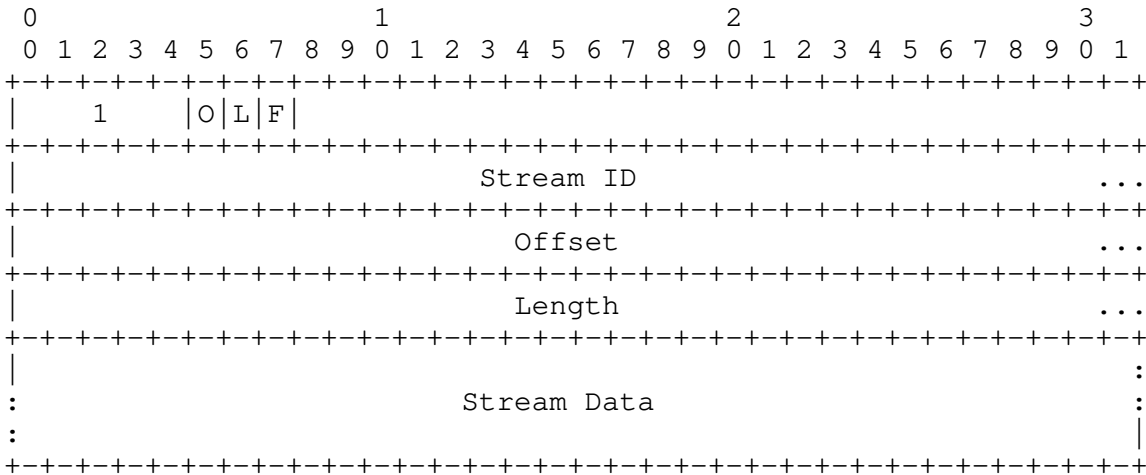 0                   1                   2                   3
 0 1 2 3 4 5 6 7 8 9 0 1 2 3 4 5 6 7 8 9 0 1 2 3 4 5 6 7 8 9 0 1
+-+-+-+-+-+-+-+-+-+-+-+-+-+-+-+-+-+-+-+-+-+-+-+-+-+-+-+-+-+-+-+-+
|    1    |O|L|F|
+-+-+-+-+-+-+-+-+-+-+-+-+-+-+-+-+-+-+-+-+-+-+-+-+-+-+-+-+-+-+-+-+
|                          Stream ID                          ...
+-+-+-+-+-+-+-+-+-+-+-+-+-+-+-+-+-+-+-+-+-+-+-+-+-+-+-+-+-+-+-+-+
|                            Offset                           ...
+-+-+-+-+-+-+-+-+-+-+-+-+-+-+-+-+-+-+-+-+-+-+-+-+-+-+-+-+-+-+-+-+
|                            Length                           ...
+-+-+-+-+-+-+-+-+-+-+-+-+-+-+-+-+-+-+-+-+-+-+-+-+-+-+-+-+-+-+-+-+
|                                                               :
:                         Stream Data                           :
:                                                               |
+-+-+-+-+-+-+-+-+-+-+-+-+-+-+-+-+-+-+-+-+-+-+-+-+-+-+-+-+-+-+-+-+